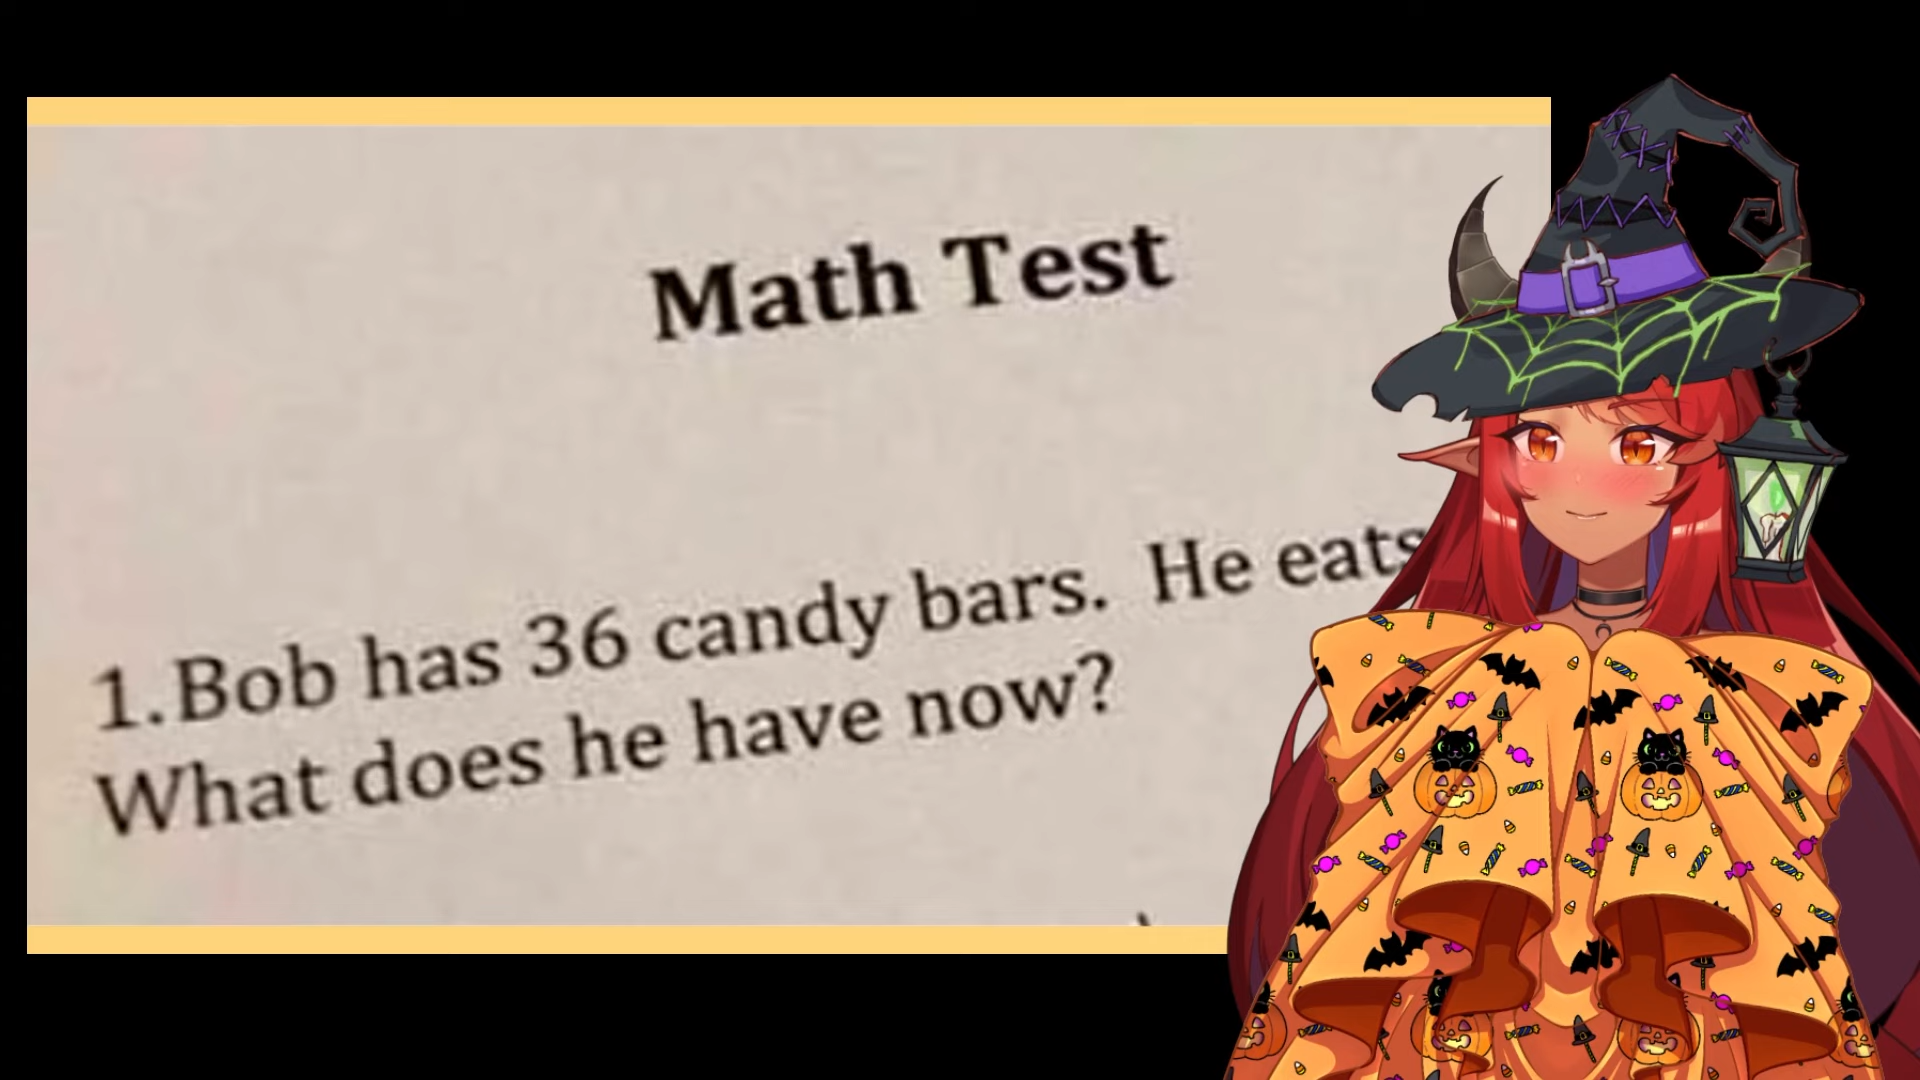 Math Test
1. Bob has 36 candy bars. He eats
What does he have now?